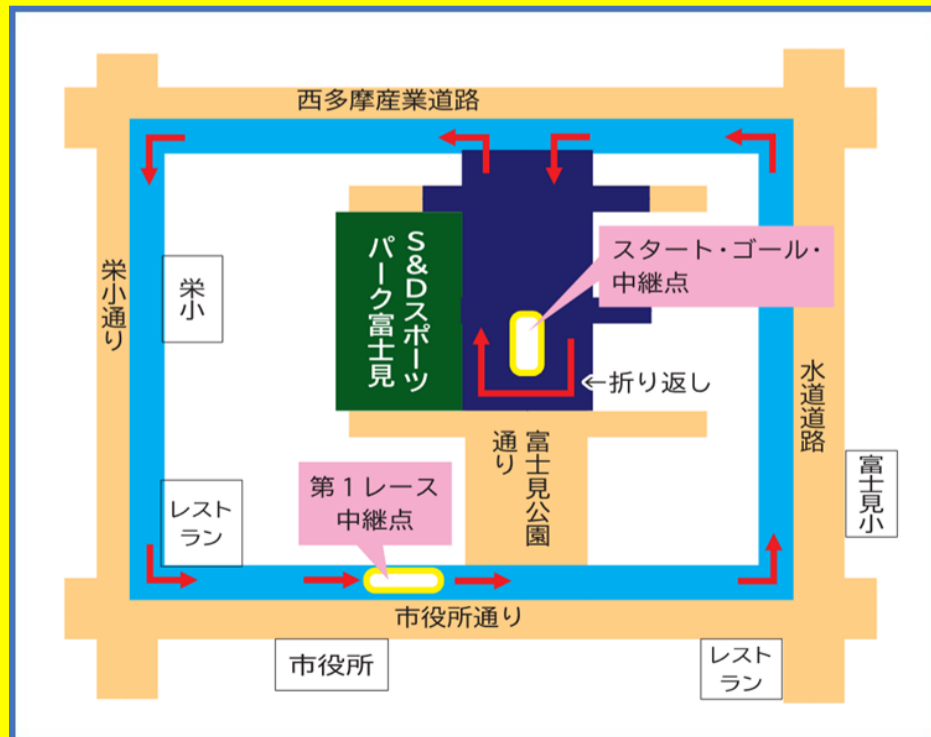 西多摩産業道路
栄小通り
栄小
S&Dスポーツ
パーク富士見
スタート・ゴール・
中継点
←折り返し
水道道路
富士見小
富士見公園
通り
第1レース
中継点
レスト
ラン
市役所通り
市役所
レスト
ラン